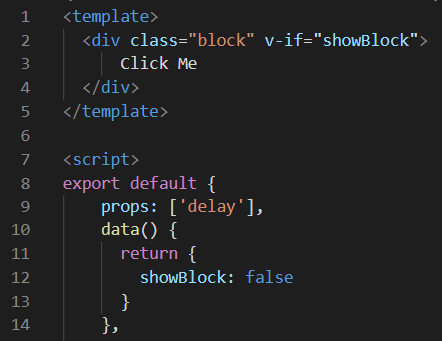 1 <template>
2 <div class="block" v-if="showBlock">
3 Click Me
4 </div>
5 </template>
6
7 <script>
8 export default {
9 props: ['delay'],
10 data() {
11 return {
12 showBlock: false
13 }
14 },